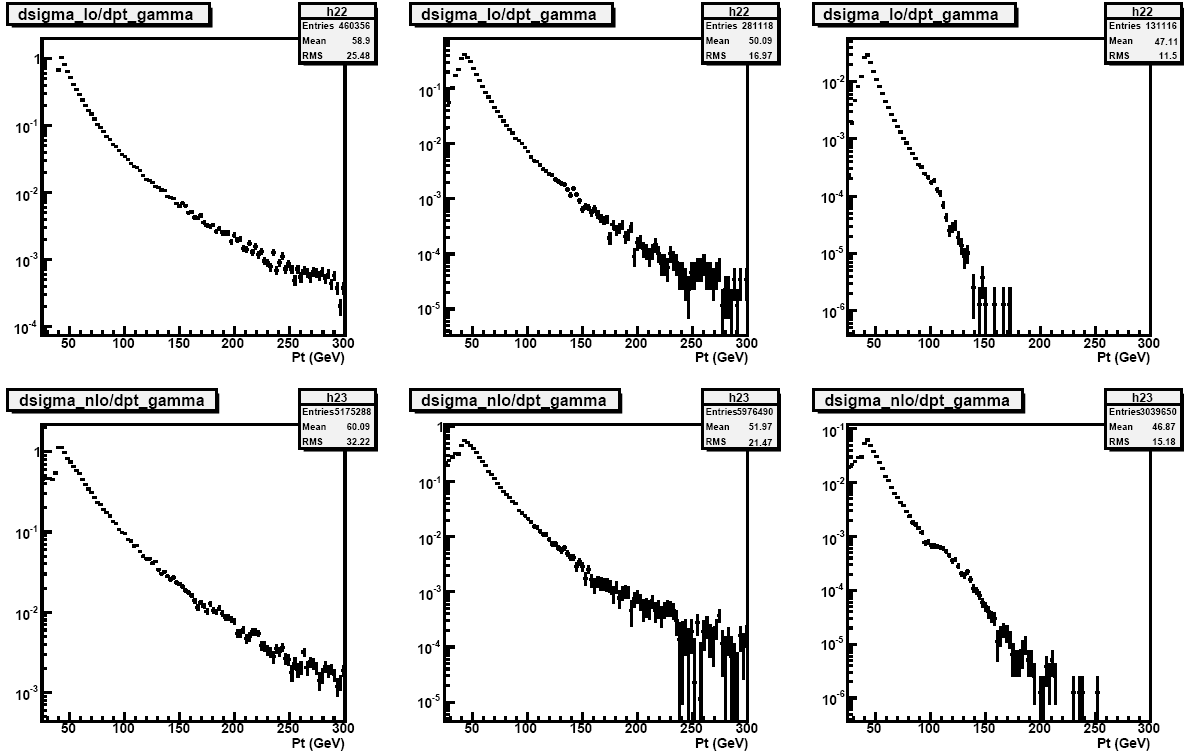 dsigma_lo/dpt_gamma
h22
Entries 460356
Mean 58.9
RMS 25.48
1
10-1
10-2
10-3
10-4
50 100 150 200 250 300
Pt (GeV)
dsigma_lo/dpt_gamma
h22
Entries 281118
Mean 50.09
RMS 16.97
1
10-1
10-2
10-3
10-4
10-5
50 100 150 200 250 300
Pt (GeV)
dsigma_lo/dpt_gamma
h22
Entries 131116
Mean 47.11
RMS 11.5
10-2
10-3
10-4
10-5
10-6
50 100 150 200 250 300
Pt (GeV)
dsigma_nlo/dpt_gamma
h23
Entries5175288
Mean 60.09
RMS 32.22
1
10-1
10-2
10-3
50 100 150 200 250 300
Pt (GeV)
dsigma_nlo/dpt_gamma
h23
Entries5976490
Mean 51.97
RMS 21.47
1
10-1
10-2
10-3
10-4
10-5
50 100 150 200 250 300
Pt (GeV)
dsigma_nlo/dpt_gamma
h23
Entries3039650
Mean 46.87
RMS 15.18
10-1
10-2
10-3
10-4
10-5
10-6
50 100 150 200 250 300
Pt (GeV)